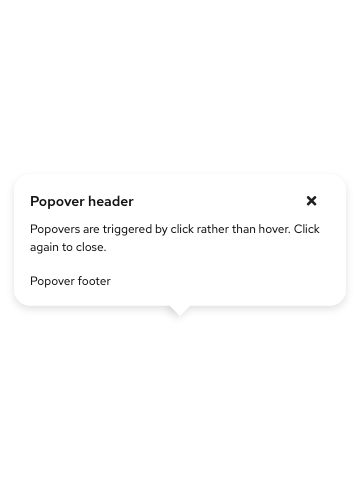 Popover header
Popovers are triggered by click rather than hover. Click
again to close.
Popover footer